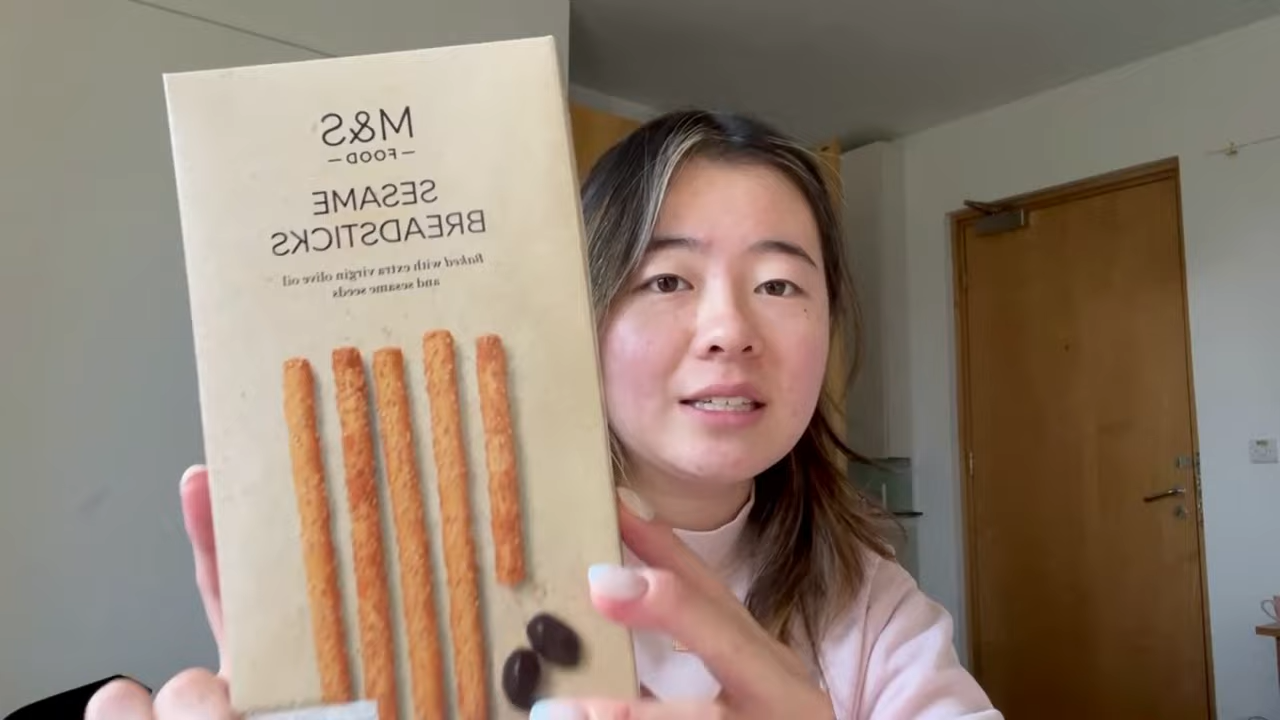 M&S
— FOOD —
SESAME
BREADSTICKS
Baked with extra virgin olive oil
and sesame seeds